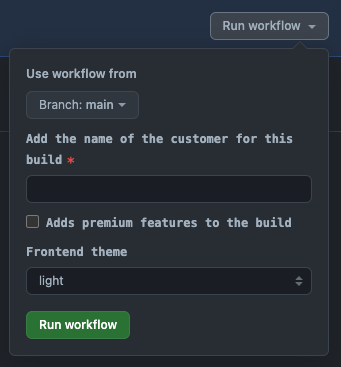 Run workflow
Use workflow from
Branch: main
Add the name of the customer for this
build *
Adds premium features to the build
Frontend theme
light
Run workflow